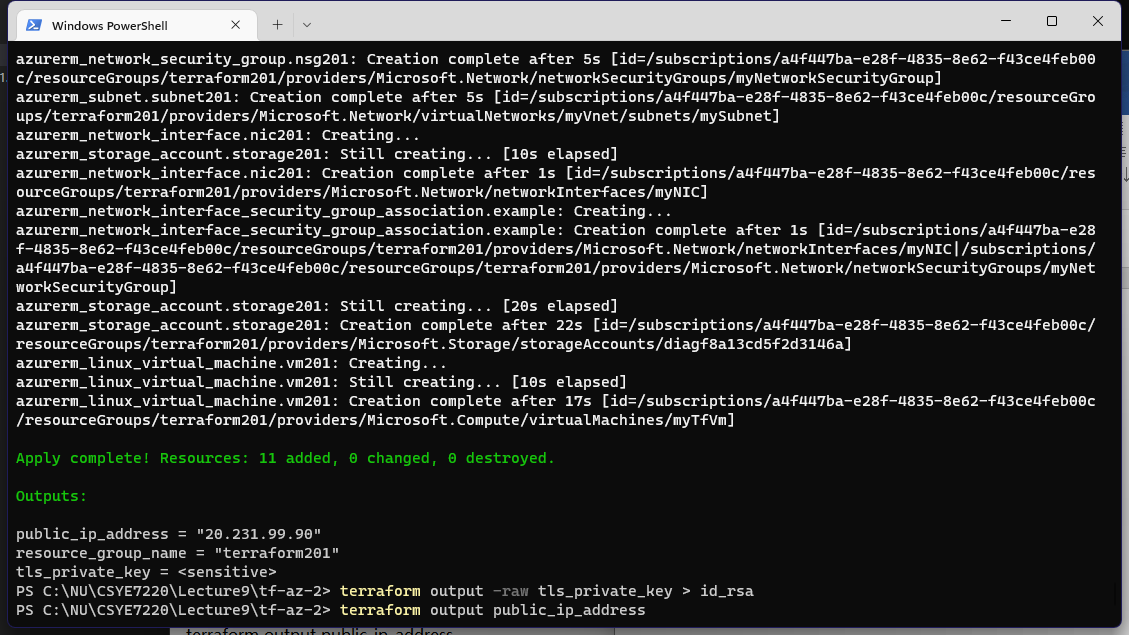 Windows PowerShell
azurerm_network_security_group.nsg201: Creation complete after 5s [id=/subscriptions/a4f447ba-e28f-4835-8e62-f43ce4feb00
c/resourceGroups/terraform201/providers/Microsoft.Network/networkSecurityGroups/myNetworkSecurityGroup]
azurerm_subnet.subnet201: Creation complete after 5s [id=/subscriptions/a4f447ba-e28f-4835-8e62-f43ce4feb00c/resourceGro
ups/terraform201/providers/Microsoft.Network/virtualNetworks/myVnet/subnets/mySubnet]
azurerm_network_interface.nic201: Creating...
azurerm_storage_account.storage201: Still creating... [10s elapsed]
azurerm_network_interface.nic201: Creation complete after 1s [id=/subscriptions/a4f447ba-e28f-4835-8e62-f43ce4feb00c/res
ourceGroups/terraform201/providers/Microsoft.Network/networkInterfaces/myNIC]
azurerm_network_interface_security_group_association.example: Creating...
azurerm_network_interface_security_group_association.example: Creation complete after 1s [id=/subscriptions/a4f447ba-e28
f-4835-8e62-f43ce4feb00c/resourceGroups/terraform201/providers/Microsoft.Network/networkInterfaces/myNIC|/subscriptions/
a4f447ba-e28f-4835-8e62-f43ce4feb00c/resourceGroups/terraform201/providers/Microsoft.Network/networkSecurityGroups/myNet
workSecurityGroup]
azurerm_storage_account.storage201: Still creating... [20s elapsed]
azurerm_storage_account.storage201: Creation complete after 22s [id=/subscriptions/a4f447ba-e28f-4835-8e62-f43ce4feb00c/
resourceGroups/terraform201/providers/Microsoft.Storage/storageAccounts/diagf8a13cd5f2d3146a]
azurerm_linux_virtual_machine.vm201: Creating...
azurerm_linux_virtual_machine.vm201: Still creating... [10s elapsed]
azurerm_linux_virtual_machine.vm201: Creation complete after 17s [id=/subscriptions/a4f447ba-e28f-4835-8e62-f43ce4feb00c
/resourceGroups/terraform201/providers/Microsoft.Compute/virtualMachines/myTfVm]
Apply complete! Resources: 11 added, 0 changed, 0 destroyed.
Outputs:
public_ip_address = "20.231.99.90"
resource_group_name = "terraform201"
tls_private_key = <sensitive>
PS C:\NU\CSYE7220\Lecture9\tf-az-2> terraform output -raw tls_private_key > id_rsa
PS C:\NU\CSYE7220\Lecture9\tf-az-2> terraform output public_ip_address
terraform output public_ip_address